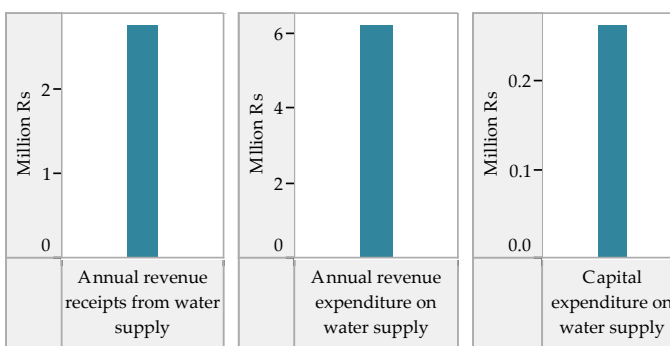 Million Rs
2
1
0
Annual revenue
receipts from water
supply
Million Rs
6
4
2
0
Annual revenue
expenditure on
water supply
Million Rs
0.2
0.1
0.0
Capital
expenditure on
water supply